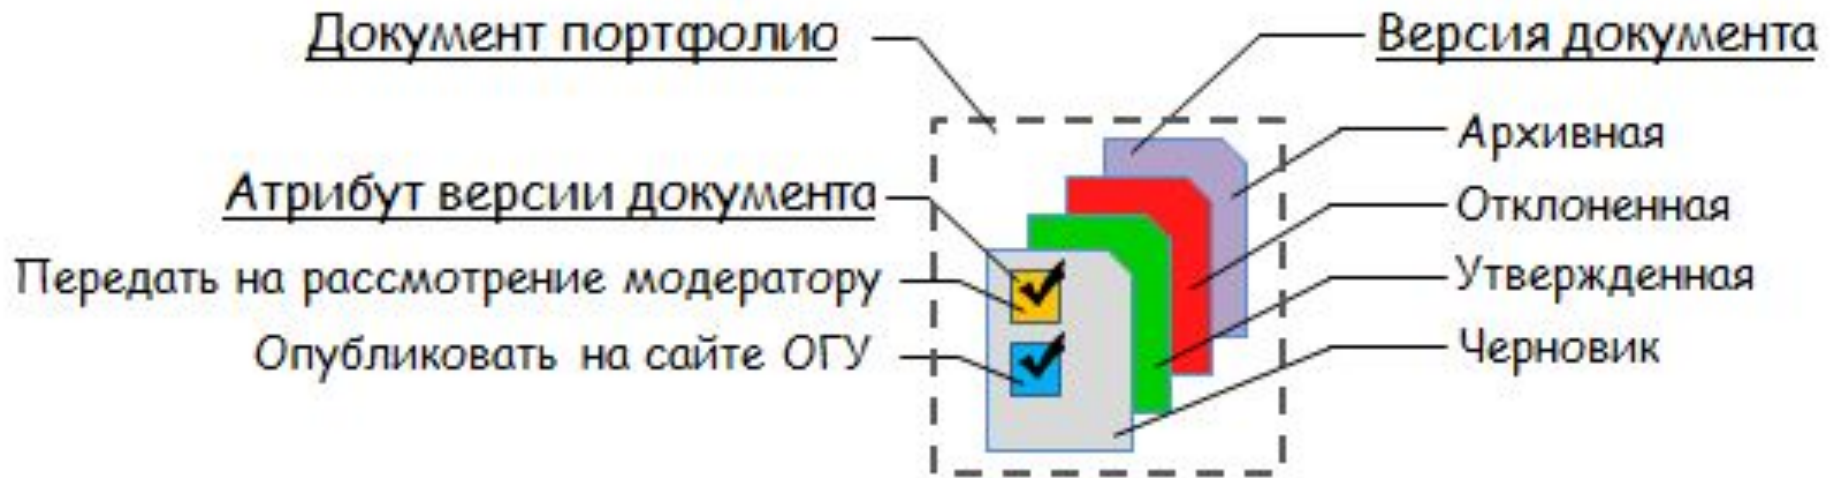 Документ портфолио
Версия документа
Архивная
Атрибут версии документа
Отклоненная
Передать на рассмотрение модератору
Утвержденная
Опубликовать на сайте ОГУ
Черновик